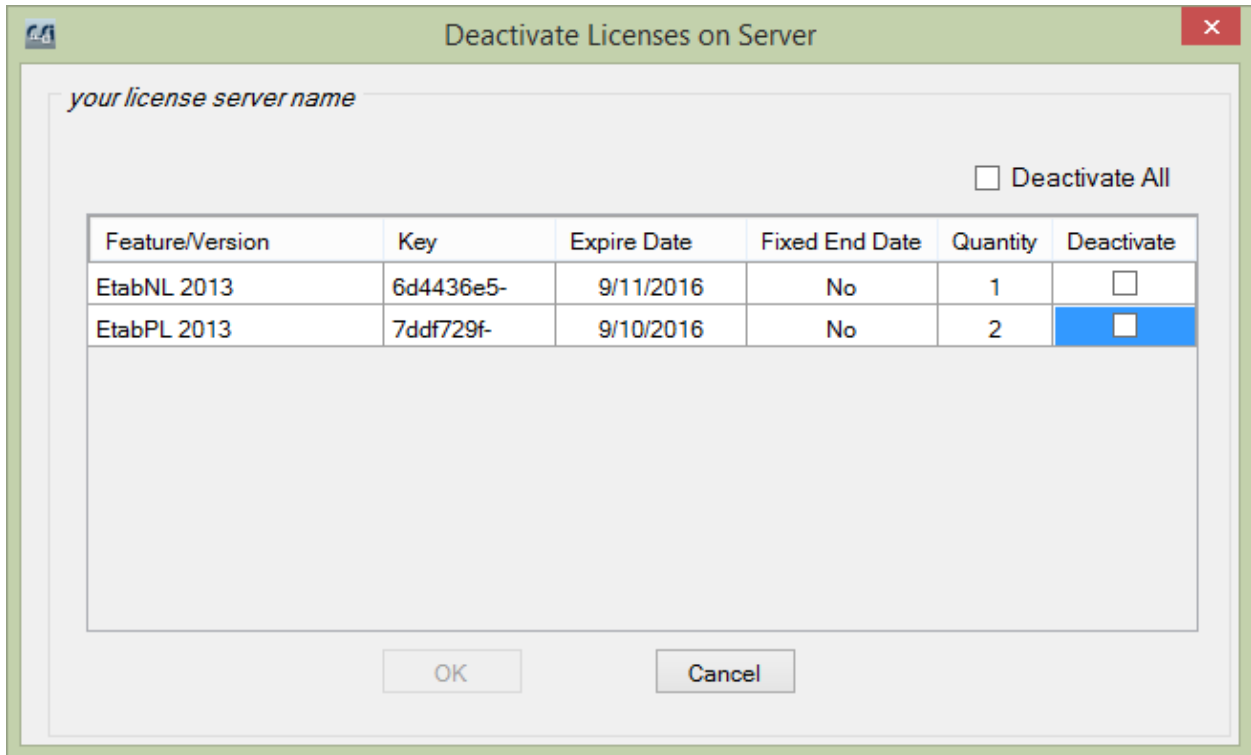 Deactivate Licenses on Server
your license server name
Deactivate All
Feature/Version Key Expire Date Fixed End Date Quantity Deactivate
EtabNL 2013 6d4436e5- 9/11/2016 No 1
EtabPL 2013 7ddf729f- 9/10/2016 No 2
OK Cancel